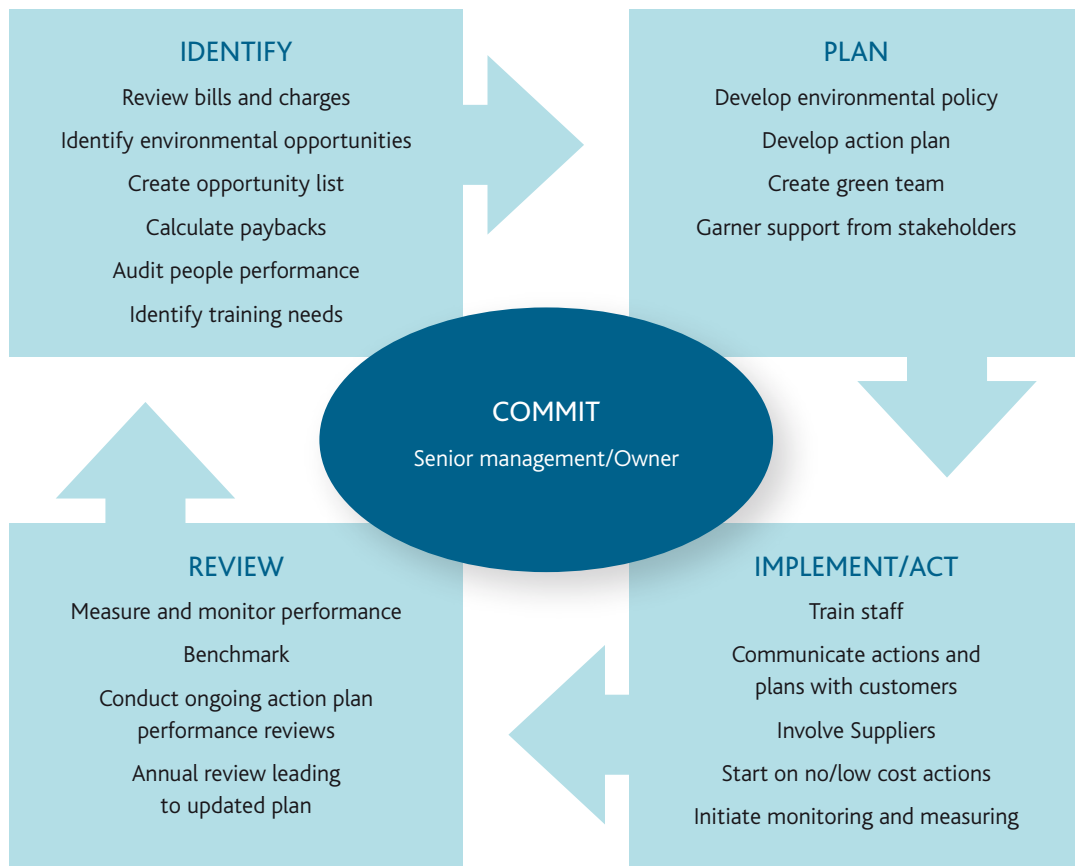 IDENTIFY
Review bills and charges
Identify environmental opportunities
Create opportunity list
Calculate paybacks
Audit people performance
Identify training needs
PLAN
Develop environmental policy
Develop action plan
Create green team
Garner support from stakeholders
COMMIT
Senior management/Owner
REVIEW
Measure and monitor performance
Benchmark
Conduct ongoing action plan
performance reviews
Annual review leading
to updated plan
IMPLEMENT/ACT
Train staff
Communicate actions and
plans with customers
Involve Suppliers
Start on no/low cost actions
Initiate monitoring and measuring